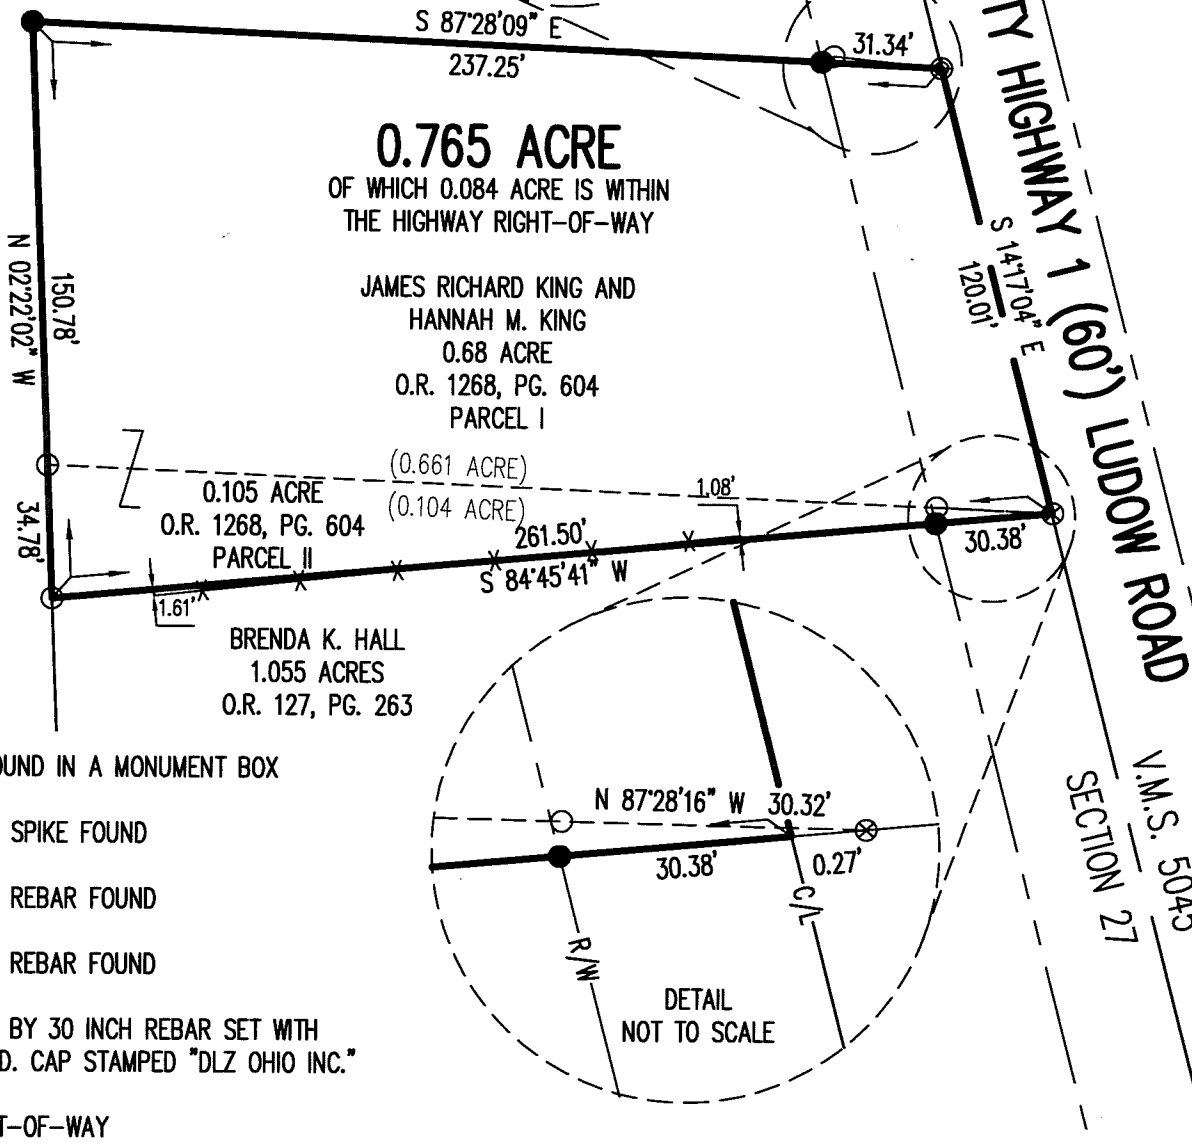 S 87°28'09" E
237.25'
31.34'
0.765 ACRE
OF WHICH 0.084 ACRE IS WITHIN
THE HIGHWAY RIGHT-OF-WAY
JAMES RICHARD KING AND
HANNAH M. KING
0.68 ACRE
O.R. 1268, PG. 604
PARCEL I
N 02°22'02" W
150.78'
34.78'
S 14°17'04" E
120.01'
TY HIGHWAY 1 (60') LUDOW ROAD
(0.661 ACRE)
(0.104 ACRE)
0.105 ACRE
O.R. 1268, PG. 604
PARCEL II
1.08'
261.50'
S 84°45'41" W
30.38'
1.61'
BRENDA K. HALL
1.055 ACRES
O.R. 127, PG. 263
V.M.S. 5045
SECTION 27
OUND IN A MONUMENT BOX
SPIKE FOUND
REBAR FOUND
REBAR FOUND
BY 30 INCH REBAR SET WITH
D. CAP STAMPED "DLZ OHIO INC."
T-OF-WAY
N 87°28'16" W 30.32'
30.38'
0.27'
C/L
R/W
DETAIL
NOT TO SCALE